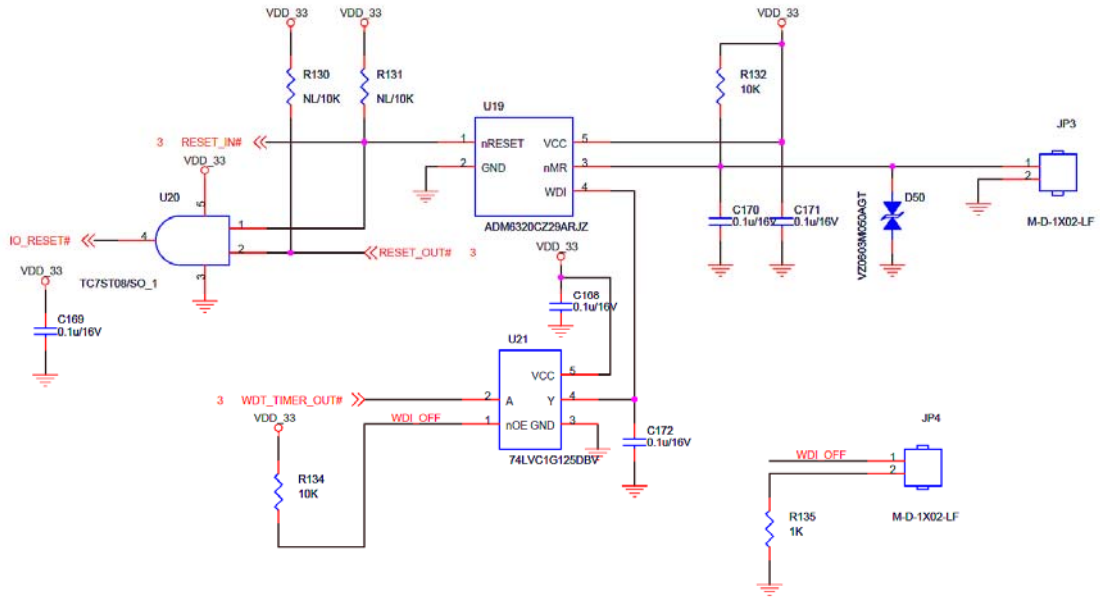 VDD_33
VDD_33
VDD_33
R130
NL/10K
R131
NL/10K
R132
10K
U19
JP3
3 RESET_IN#
1 nRESET VCC 5
2 GND nMR 3
WDI 4
1
2
VDD_33
U20
5
1
2
4
3
IO_RESET#
RESET_OUT# 3
TC7ST08/SO_1
ADM6320CZ29ARJZ
C170
0.1u/16V
C171
0.1u/16V
D50
VZ0603M050AGT
M-D-1X02-LF
VDD_33
VDD_33
C169
0.1u/16V
C168
0.1u/16V
U21
VCC 5
3 WDT_TIMER_OUT#
2 A Y 4
1 nOE GND 3
WDI_OFF
VDD_33
C172
0.1u/16V
74LVC1G125DBV
R134
10K
JP4
WDI_OFF
1
2
R135
1K
M-D-1X02-LF